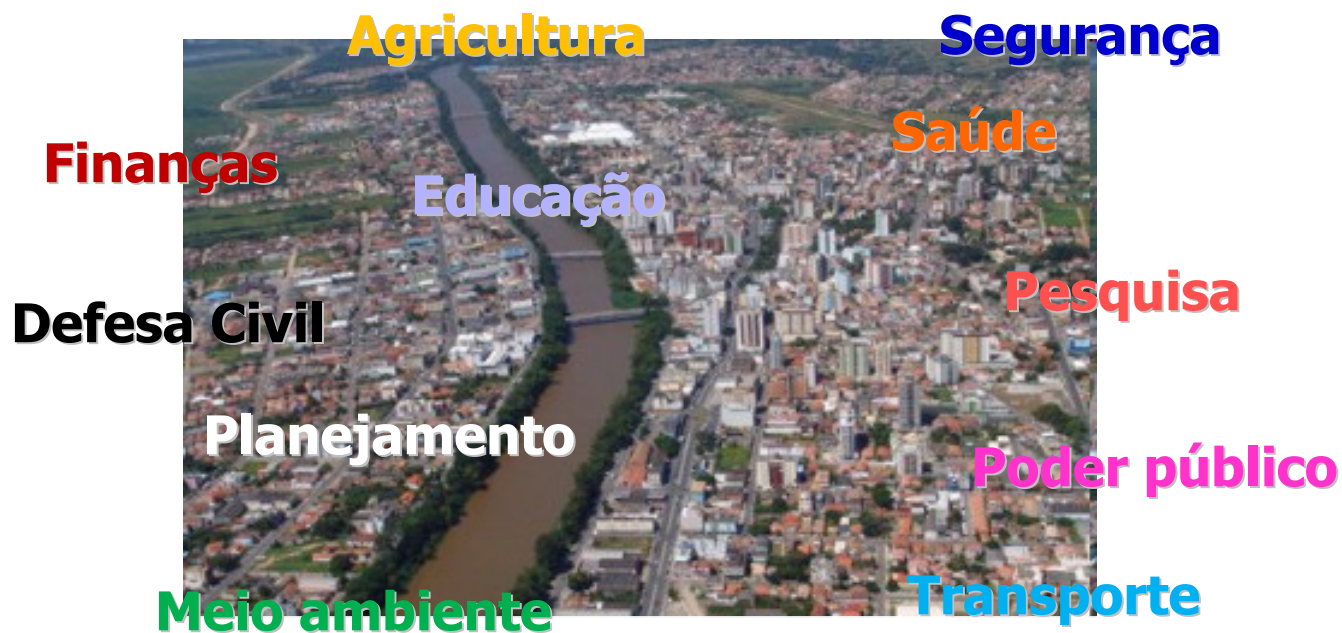 Agricultura
Segurança
Saúde
Finanças
Educação
Pesquisa
Defesa Civil
Planejamento
Poder público
Transporte
Meio ambiente